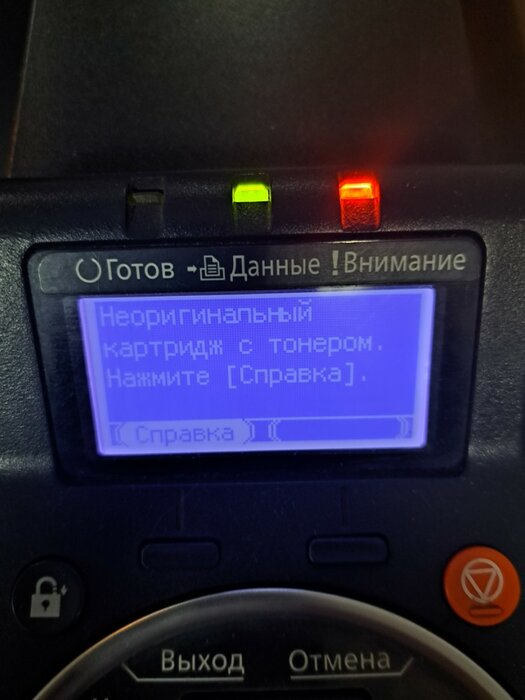 Готов Данные !Внимание
Неоригинальный
картридж с тонером.
Нажмите [Справка].
[( Справка )] [( )]
Выход Отмена